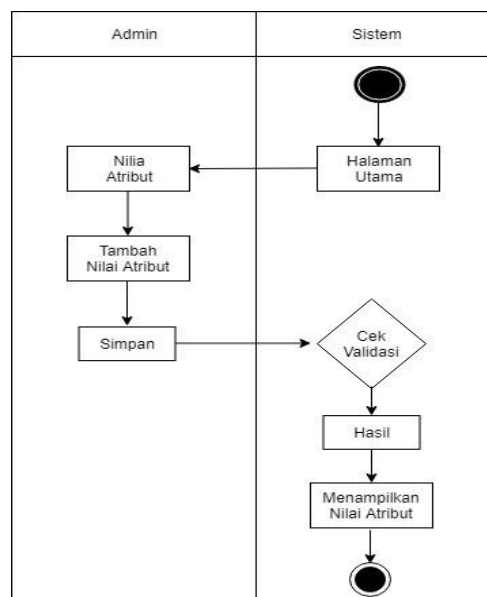 Admin
Sistem
Halaman
Utama
Nilia
Atribut
Tambah
Nilai Atribut
Simpan
Cek
Validasi
Hasil
Menampilkan
Nilai Atribut